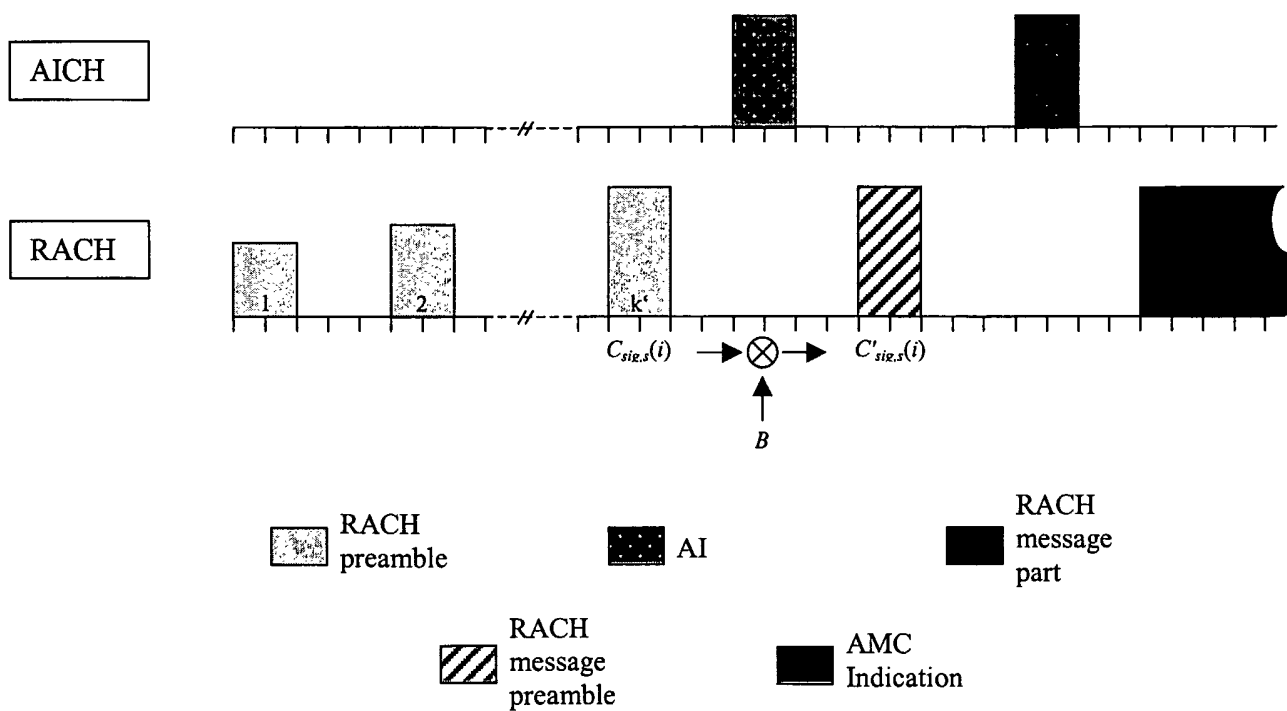 AICH
RACH
1
2
k'
C_sig,s(i)
C'_sig,s(i)
B
RACH
preamble
AI
RACH
message
part
RACH
message
preamble
AMC
Indication